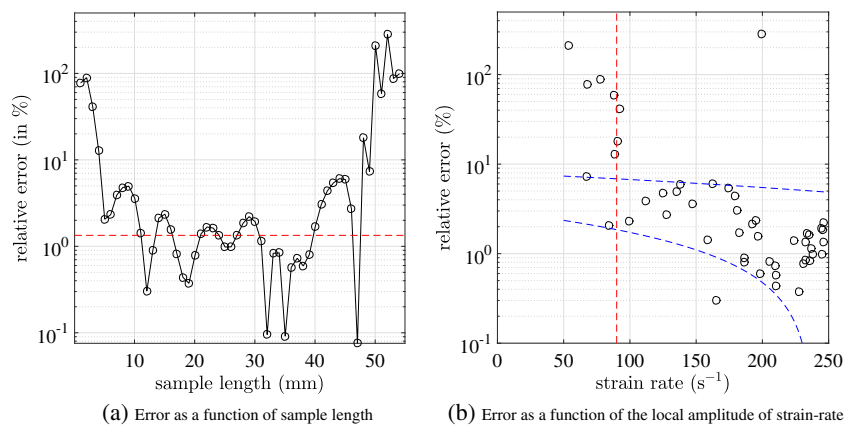 10^2
10^1
10^0
10^-1
relative error (in %)
10 20 30 40 50
sample length (mm)
(a) Error as a function of sample length
10^2
10^1
10^0
10^-1
relative error (%)
0 50 100 150 200 250
strain rate (s^-1)
(b) Error as a function of the local amplitude of strain-rate